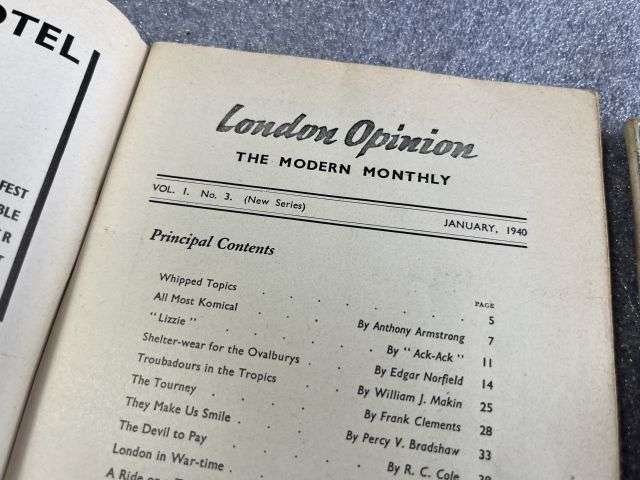 OTEL
FEST
BLE
R
London Opinion
THE MODERN MONTHLY
VOL. 1. No. 3. (New Series) JANUARY, 1940
Principal Contents
PAGE
Whipped Topics . . . . . 5
All Most Komical . . . By Anthony Armstrong 7
"Lizzie" . . . . . By "Ack-Ack" 11
Shelter-wear for the Ovalburys . By Edgar Norfield 14
Troubadours in the Tropics . By William J. Makin 25
The Tourney . . . . By Frank Clements 28
They Make Us Smile . . By Percy V. Bradshaw 33
The Devil to Pay . . . . By R. C. Cole
London in War-time .
A Ride